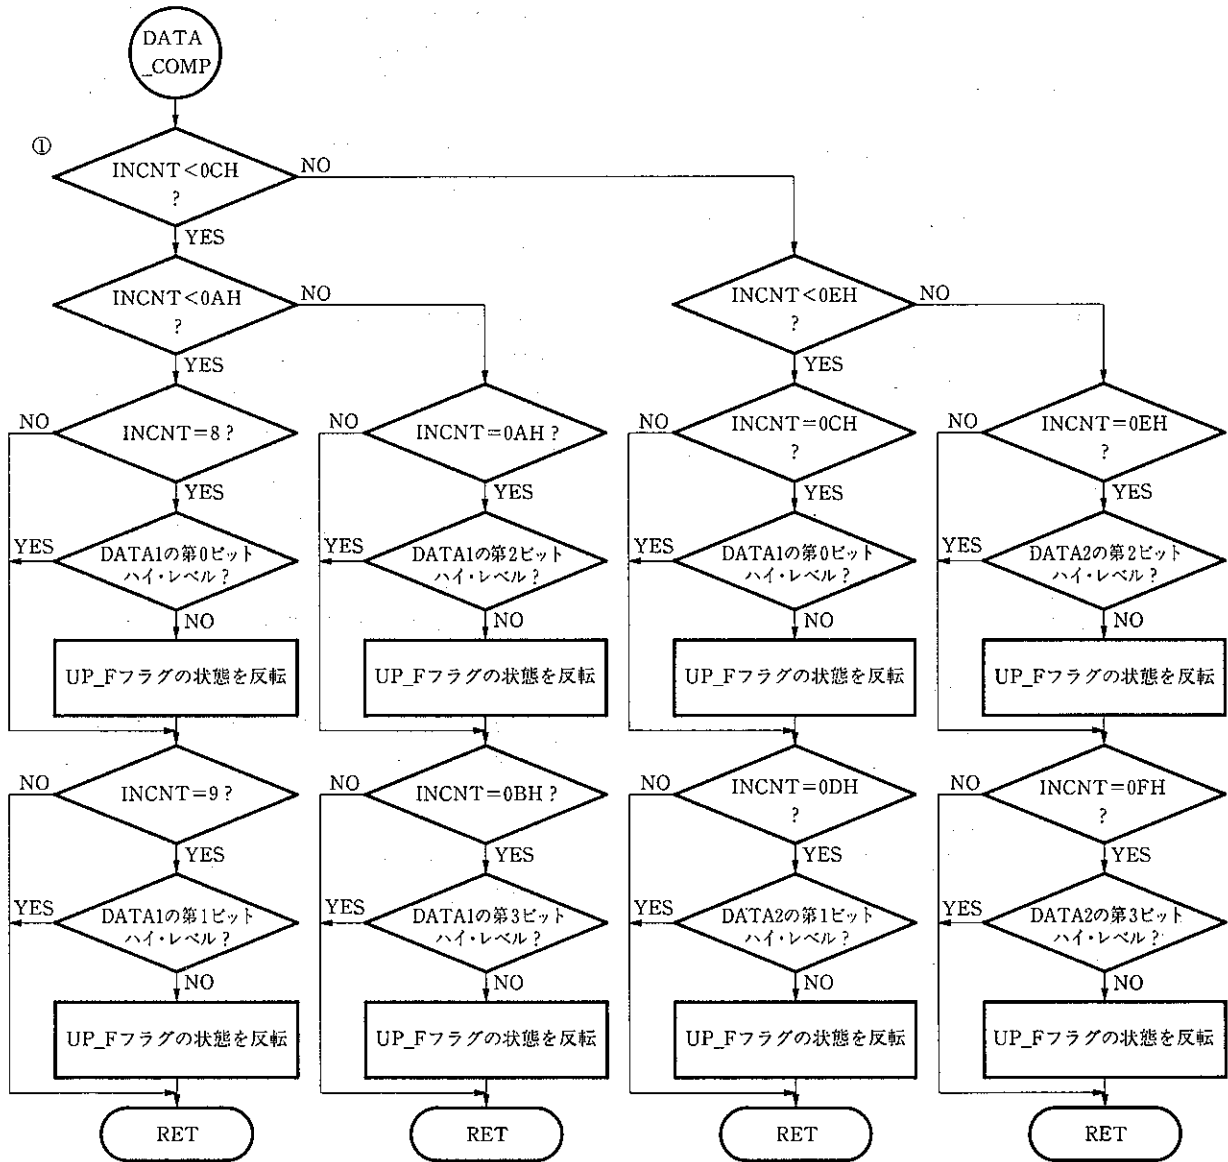 DATA
_COMP
①
INCNT<0CH
?
NO
YES
INCNT<0AH
?
NO
YES
INCNT<0EH
?
NO
YES
NO
INCNT=8?
YES
NO
INCNT=0AH?
YES
NO
INCNT=0CH
?
YES
NO
INCNT=0EH
?
YES
YES
DATA1の第0ビット
ハイ・レベル?
NO
YES
DATA1の第2ビット
ハイ・レベル?
NO
YES
DATA1の第0ビット
ハイ・レベル?
NO
YES
DATA2の第2ビット
ハイ・レベル?
NO
UP_Fフラグの状態を反転
UP_Fフラグの状態を反転
UP_Fフラグの状態を反転
UP_Fフラグの状態を反転
NO
INCNT=9?
YES
NO
INCNT=0BH?
YES
NO
INCNT=0DH
?
YES
NO
INCNT=0FH
?
YES
YES
DATA1の第1ビット
ハイ・レベル?
NO
YES
DATA1の第3ビット
ハイ・レベル?
NO
YES
DATA2の第1ビット
ハイ・レベル?
NO
YES
DATA2の第3ビット
ハイ・レベル?
NO
UP_Fフラグの状態を反転
UP_Fフラグの状態を反転
UP_Fフラグの状態を反転
UP_Fフラグの状態を反転
RET
RET
RET
RET